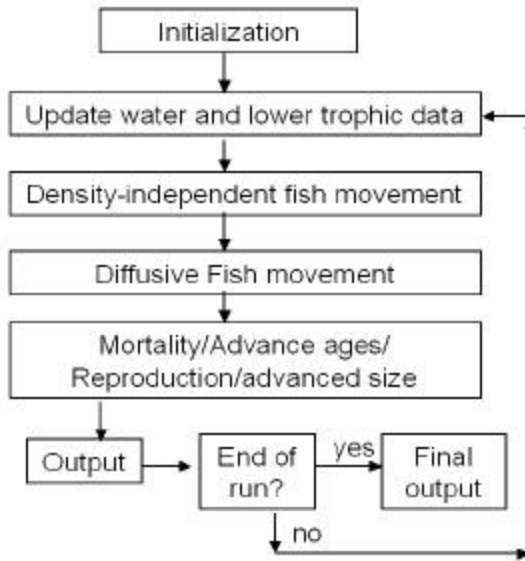 Initialization
Update water and lower trophic data
Density-independent fish movement
Diffusive Fish movement
Mortality/Advance ages/
Reproduction/advanced size
Output
End of
run?
yes
Final
output
no